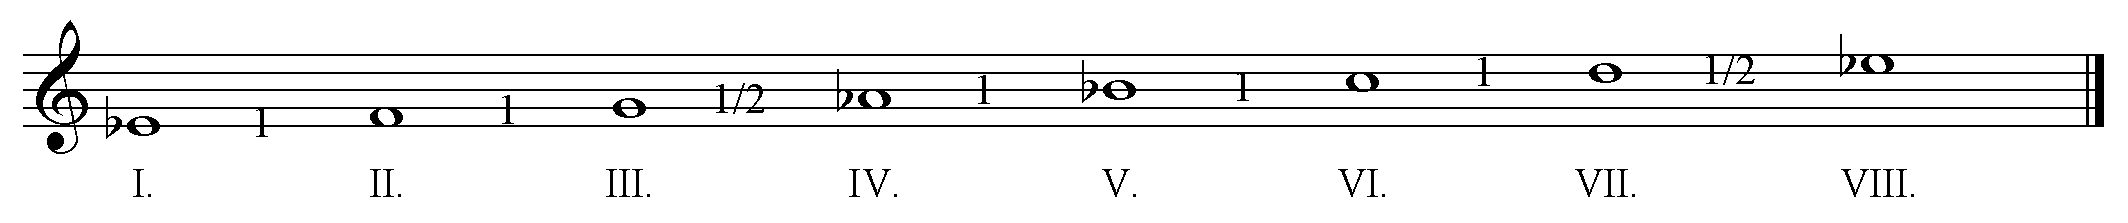 1 1 1/2 1 1 1 1/2
I. II. III. IV. V. VI. VII. VIII.